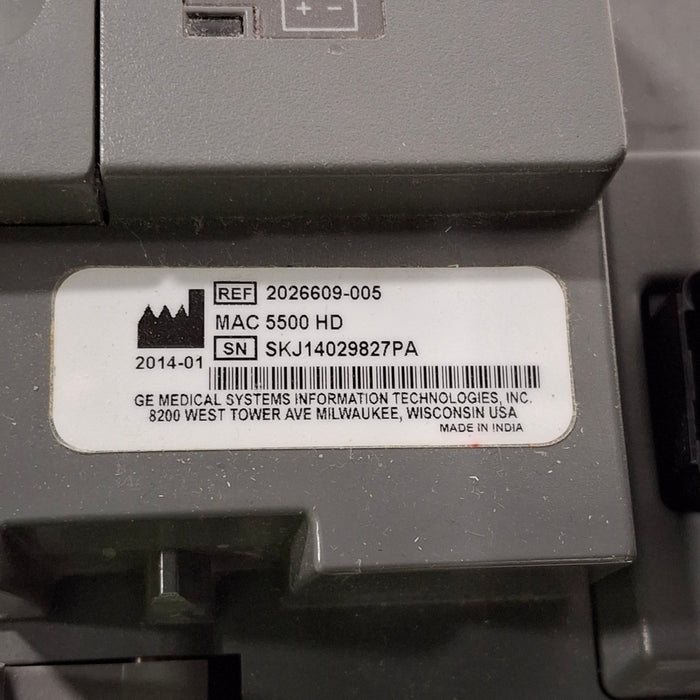 + -
REF 2026609-005
MAC 5500 HD
SN SKJ14029827PA
2014-01
GE MEDICAL SYSTEMS INFORMATION TECHNOLOGIES, INC.
8200 WEST TOWER AVE MILWAUKEE, WISCONSIN USA
MADE IN INDIA